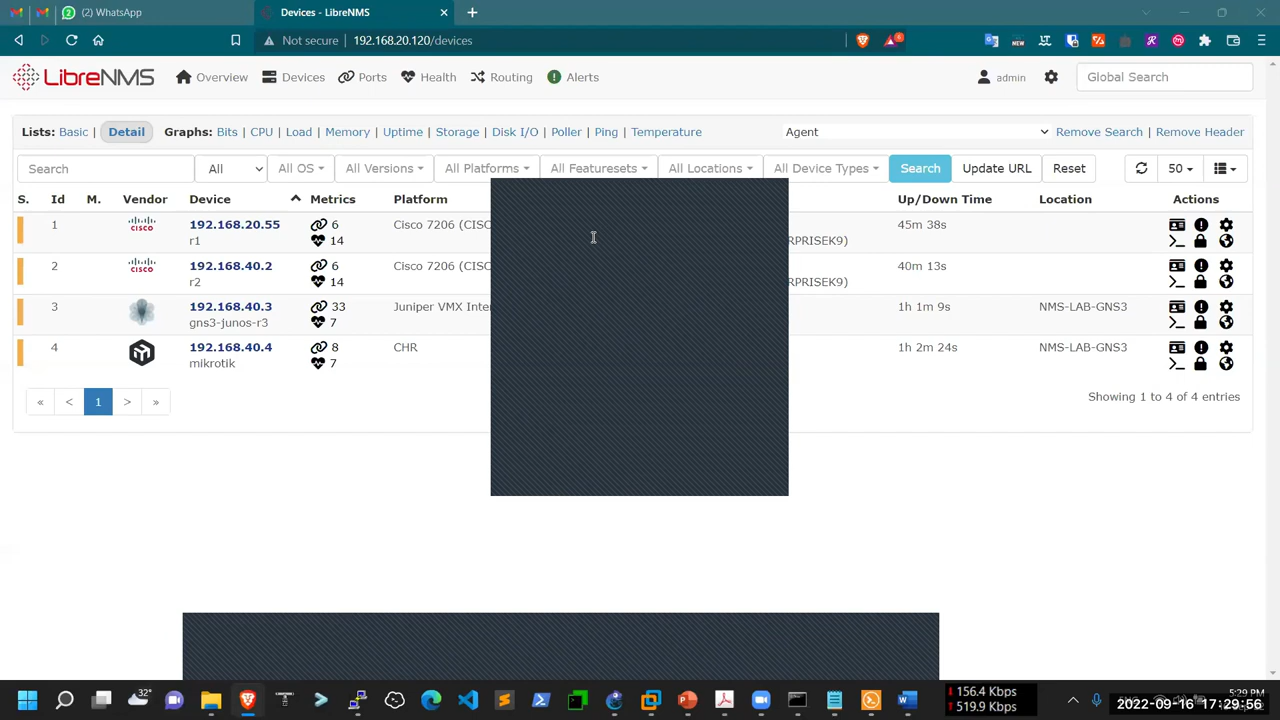 (2) WhatsApp
Devices - LibreNMS
Not secure 192.168.20.120/devices
LibreNMS Overview Devices Ports Health Routing Alerts admin Global Search
Lists: Basic | Detail Graphs: Bits | CPU | Load | Memory | Uptime | Storage | Disk I/O | Poller | Ping | Temperature Agent Remove Search | Remove Header
Search All All OS All Versions All Platforms All Featuresets All Locations All Device Types Search Update URL Reset 50
S. Id M. Vendor Device Metrics Platform Up/Down Time Location Actions
1 CISCO 192.168.20.55 6 Cisco 7206 (CISC 45m 38s
r1 14 RPRISEK9)
2 CISCO 192.168.40.2 6 Cisco 7206 (CISC 40m 13s
r2 14 RPRISEK9)
3 192.168.40.3 33 Juniper VMX Inte 1h 1m 9s NMS-LAB-GNS3
gns3-junos-r3 7
4 192.168.40.4 8 CHR 1h 2m 24s NMS-LAB-GNS3
mikrotik 7
« < 1 > »
Showing 1 to 4 of 4 entries
32°
156.4 Kbps
519.9 Kbps
5:29 PM
2022-09-16 17:29:56